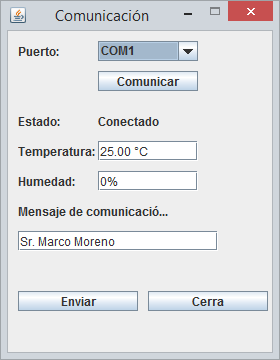 Comunicación
Puerto: COM1
Comunicar
Estado: Conectado
Temperatura: 25.00 °C
Humedad: 0%
Mensaje de comunicació...
Sr. Marco Moreno
Enviar Cerra